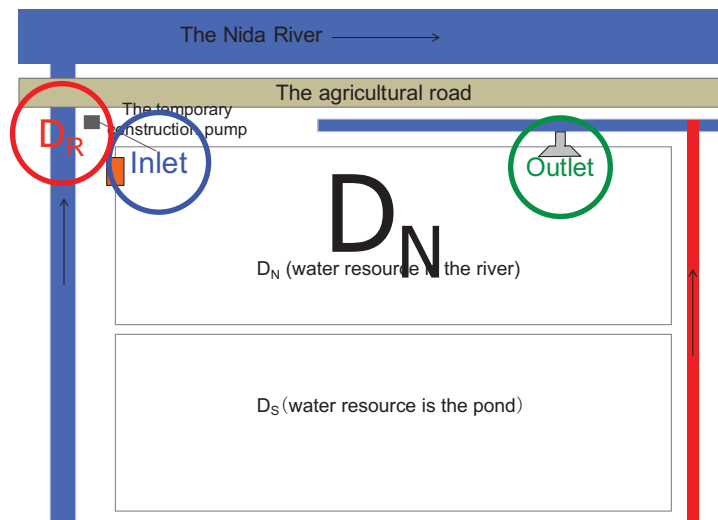 The Nida River
The agricultural road
The temporary
construction pump
DR
Inlet
Outlet
DN
DN (water resource is the river)
DS (water resource is the pond)